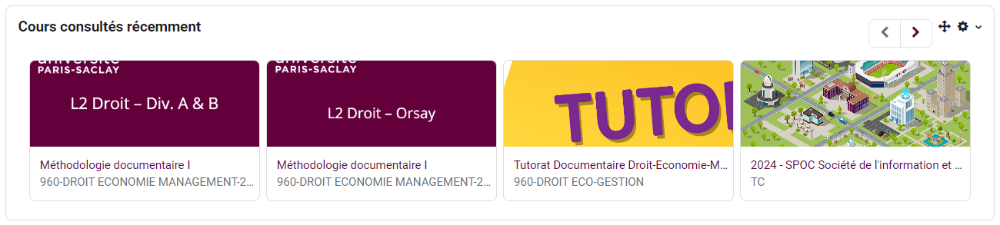 Cours consultés récemment
université
PARIS-SACLAY
L2 Droit – Div. A & B
université
PARIS-SACLAY
L2 Droit – Orsay
TUTO
Méthodologie documentaire I
960-DROIT ECONOMIE MANAGEMENT-2...
Méthodologie documentaire I
960-DROIT ECONOMIE MANAGEMENT-2...
Tutorat Documentaire Droit-Economie-M...
960-DROIT ECO-GESTION
2024 - SPOC Société de l'information et ...
TC